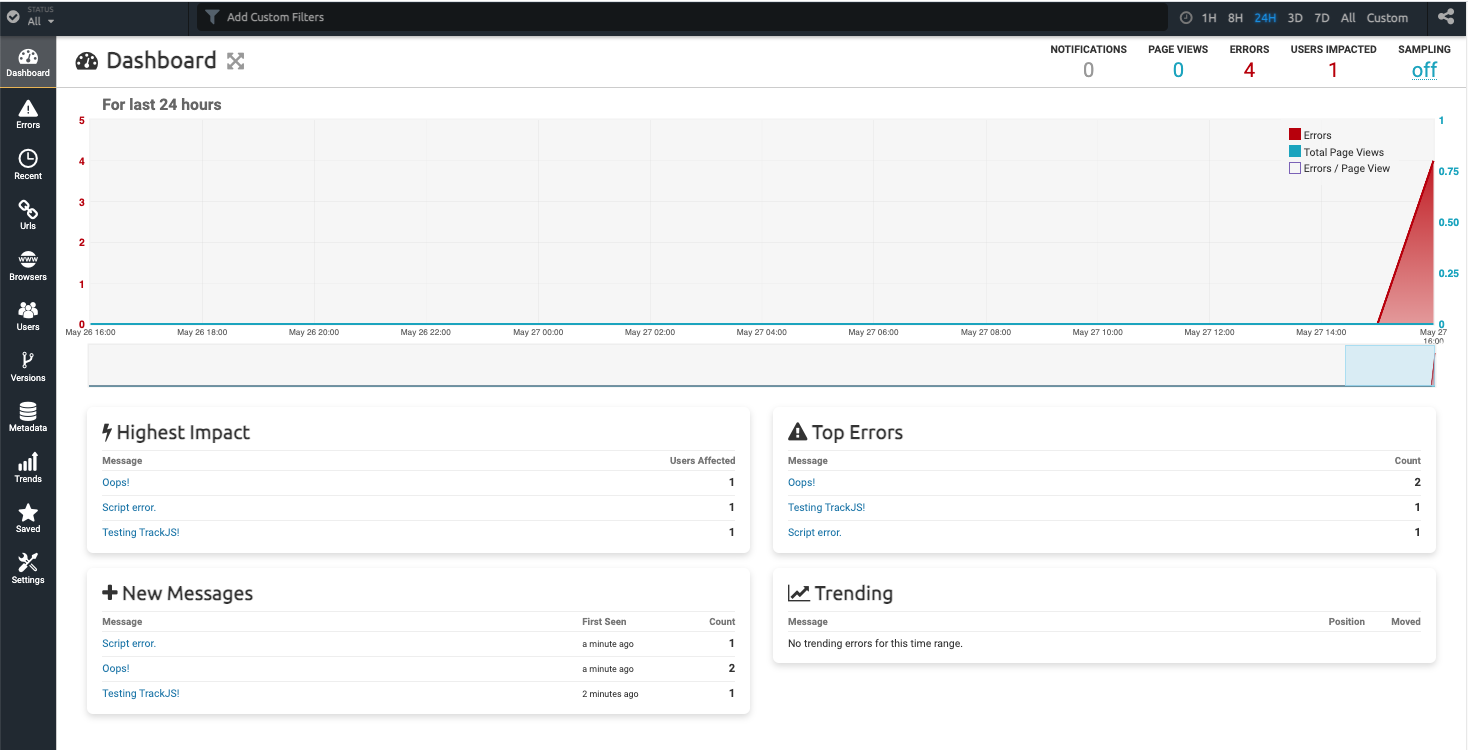 STATUS
All
Add Custom Filters
1H 8H 24H 3D 7D All Custom
Dashboard
Errors
Recent
Urls
www
Browsers
Users
Versions
Metadata
Trends
Saved
Settings
Dashboard
NOTIFICATIONS PAGE VIEWS ERRORS USERS IMPACTED SAMPLING
0 0 4 1 off
For last 24 hours
5
4
3
2
1
0
Errors
Total Page Views
Errors / Page View
1
0.75
0.50
0.25
0
May 26 16:00 May 26 18:00 May 26 20:00 May 26 22:00 May 27 00:00 May 27 02:00 May 27 04:00 May 27 06:00 May 27 08:00 May 27 10:00 May 27 12:00 May 27 14:00 May 27
16:00
Highest Impact
Message Users Affected
Oops! 1
Script error. 1
Testing TrackJS! 1
Top Errors
Message Count
Oops! 2
Testing TrackJS! 1
Script error. 1
New Messages
Message First Seen Count
Script error. a minute ago 1
Oops! a minute ago 2
Testing TrackJS! 2 minutes ago 1
Trending
Message Position Moved
No trending errors for this time range.